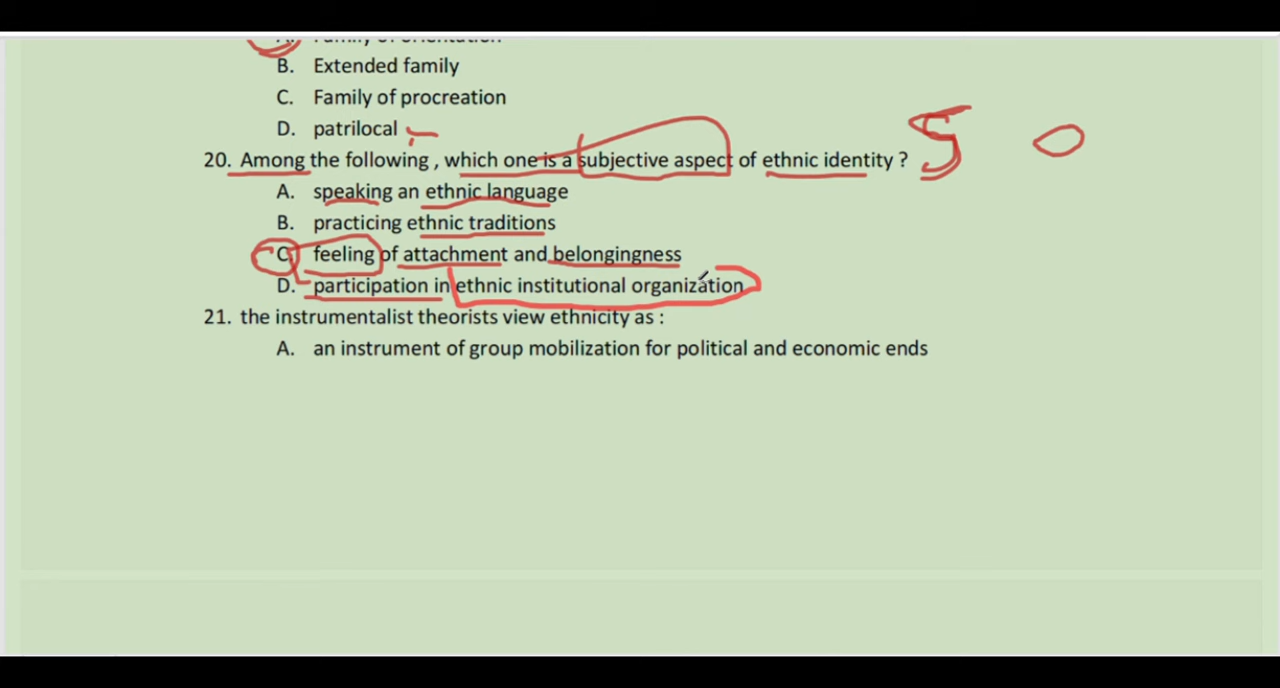 B. Extended family
C. Family of procreation
D. patrilocal
20. Among the following , which one is a subjective aspect of ethnic identity ? S O
A. speaking an ethnic language
B. practicing ethnic traditions
C. feeling of attachment and belongingness
D. participation in ethnic institutional organization
21. the instrumentalist theorists view ethnicity as :
A. an instrument of group mobilization for political and economic ends